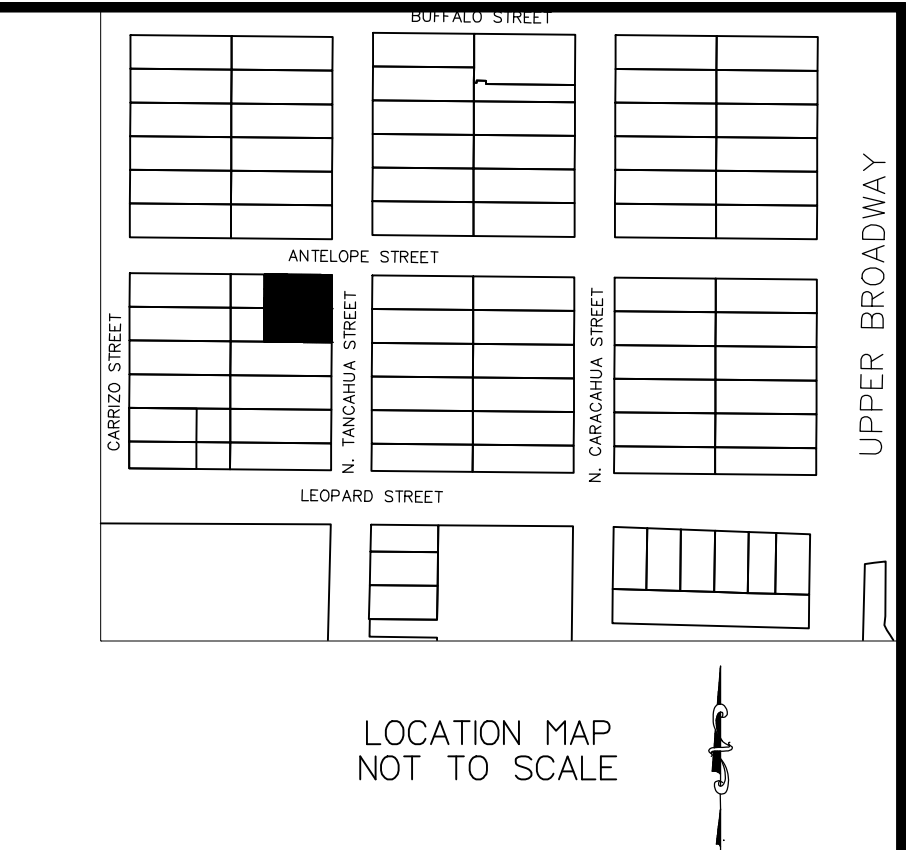 BUFFALO STREET
UPPER BROADWAY
ANTELOPE STREET
CARRIZO STREET
N. TANCAHUA STREET
N. CARACAHUA STREET
LEOPARD STREET
LOCATION MAP
NOT TO SCALE